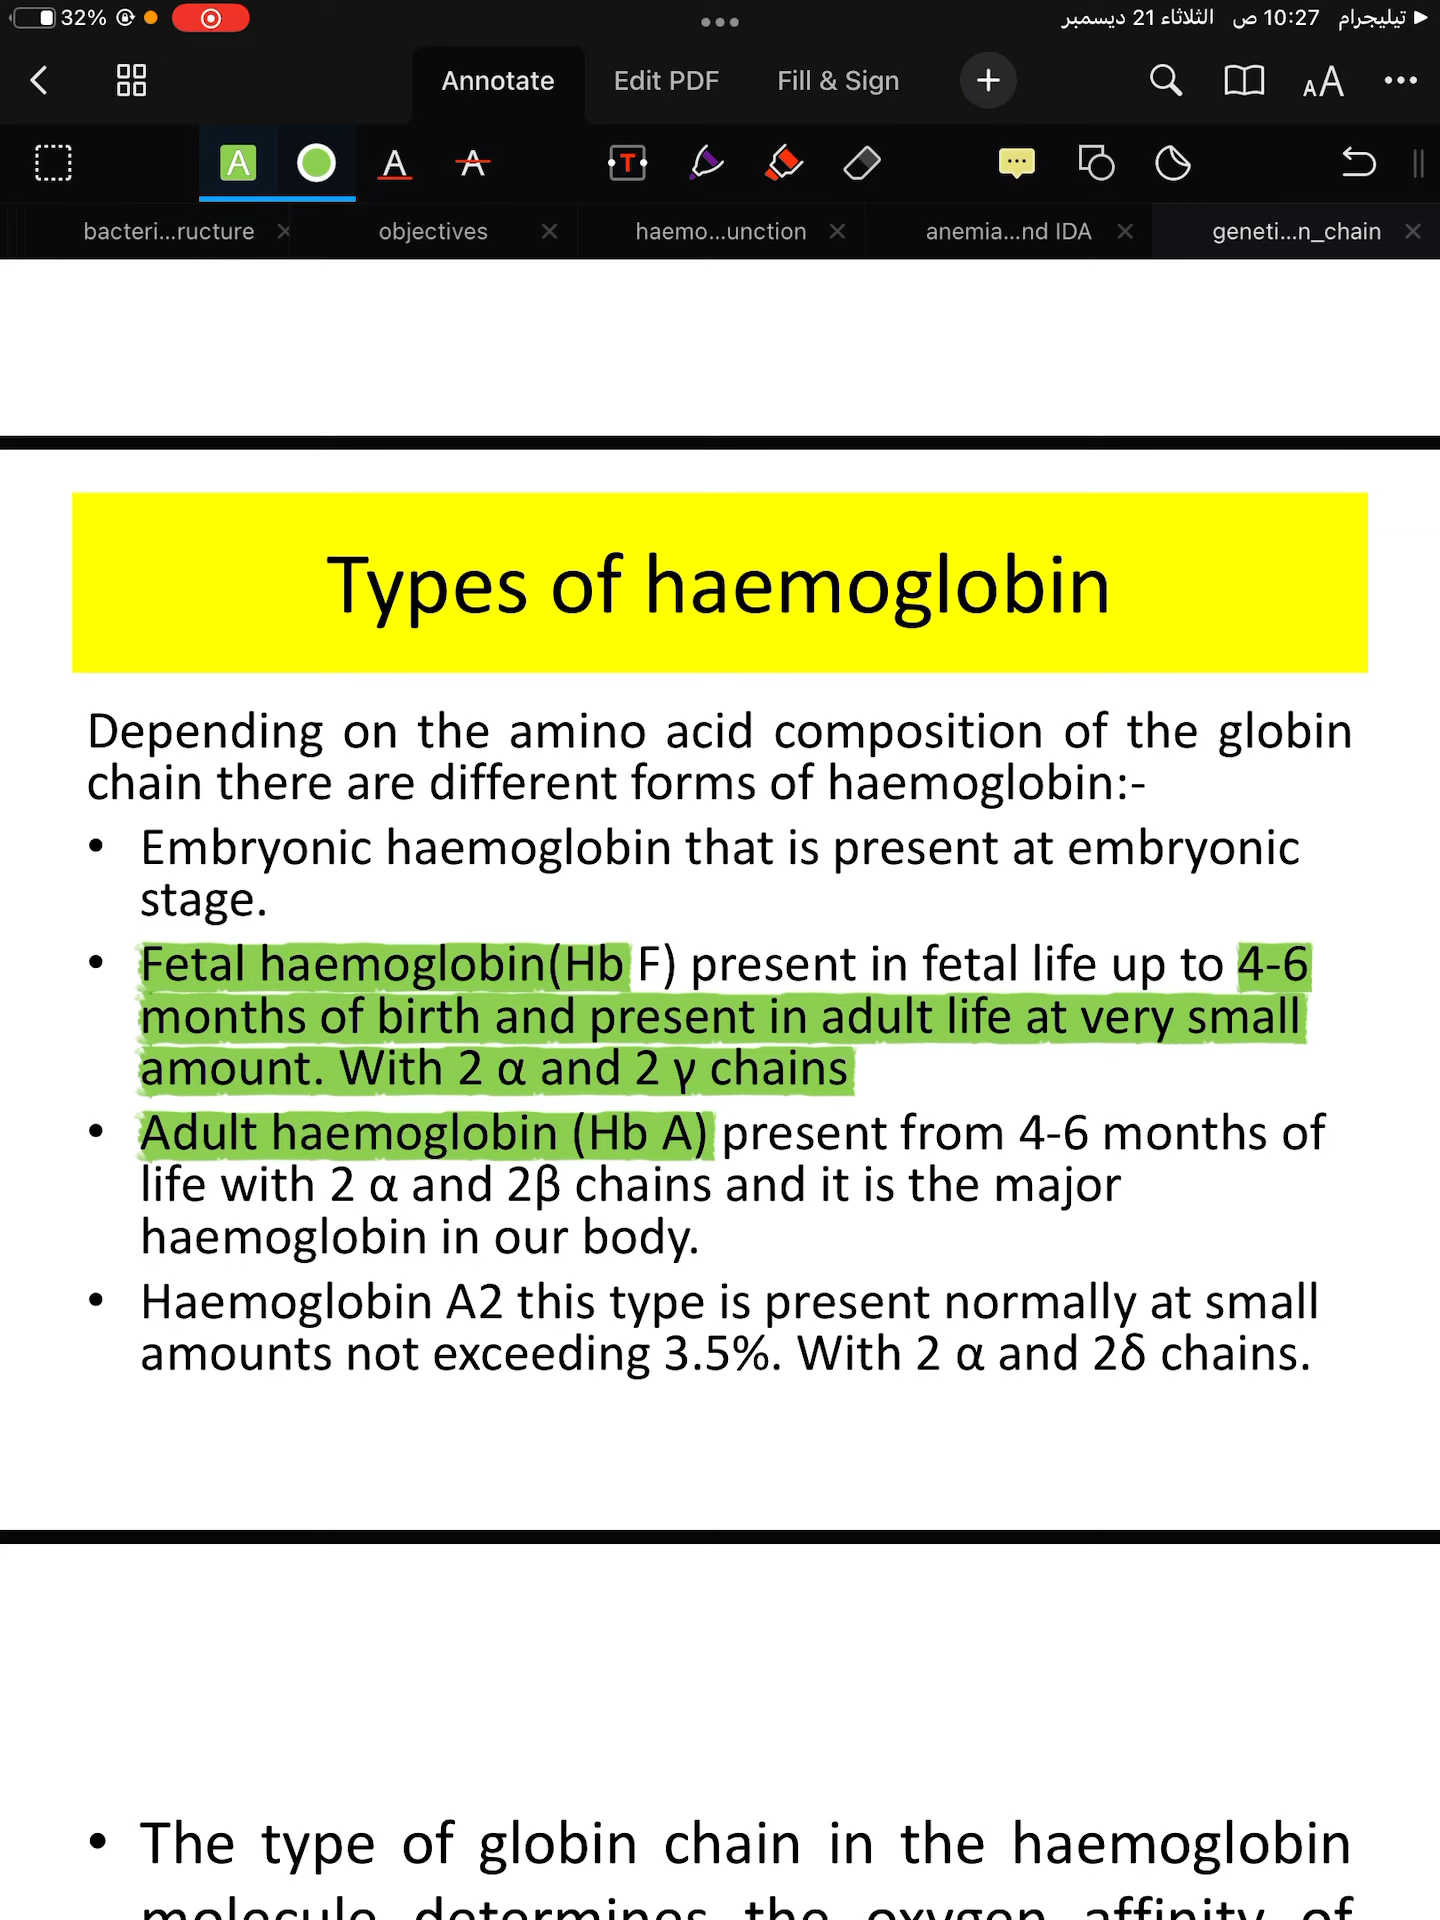 32%
الثلاثاء 21 ديسمبر 10:27 ص تيليجرام
Annotate Edit PDF Fill & Sign
bacteri...ructure objectives haemo...unction anemia...nd IDA geneti...n_chain
Types of haemoglobin
Depending on the amino acid composition of the globin
chain there are different forms of haemoglobin:-
• Embryonic haemoglobin that is present at embryonic
stage.
• Fetal haemoglobin(Hb F) present in fetal life up to 4-6
months of birth and present in adult life at very small
amount. With 2 α and 2 γ chains
• Adult haemoglobin (Hb A) present from 4-6 months of
life with 2 α and 2β chains and it is the major
haemoglobin in our body.
• Haemoglobin A2 this type is present normally at small
amounts not exceeding 3.5%. With 2 α and 2δ chains.
• The type of globin chain in the haemoglobin
molecule determines the oxygen affinity of